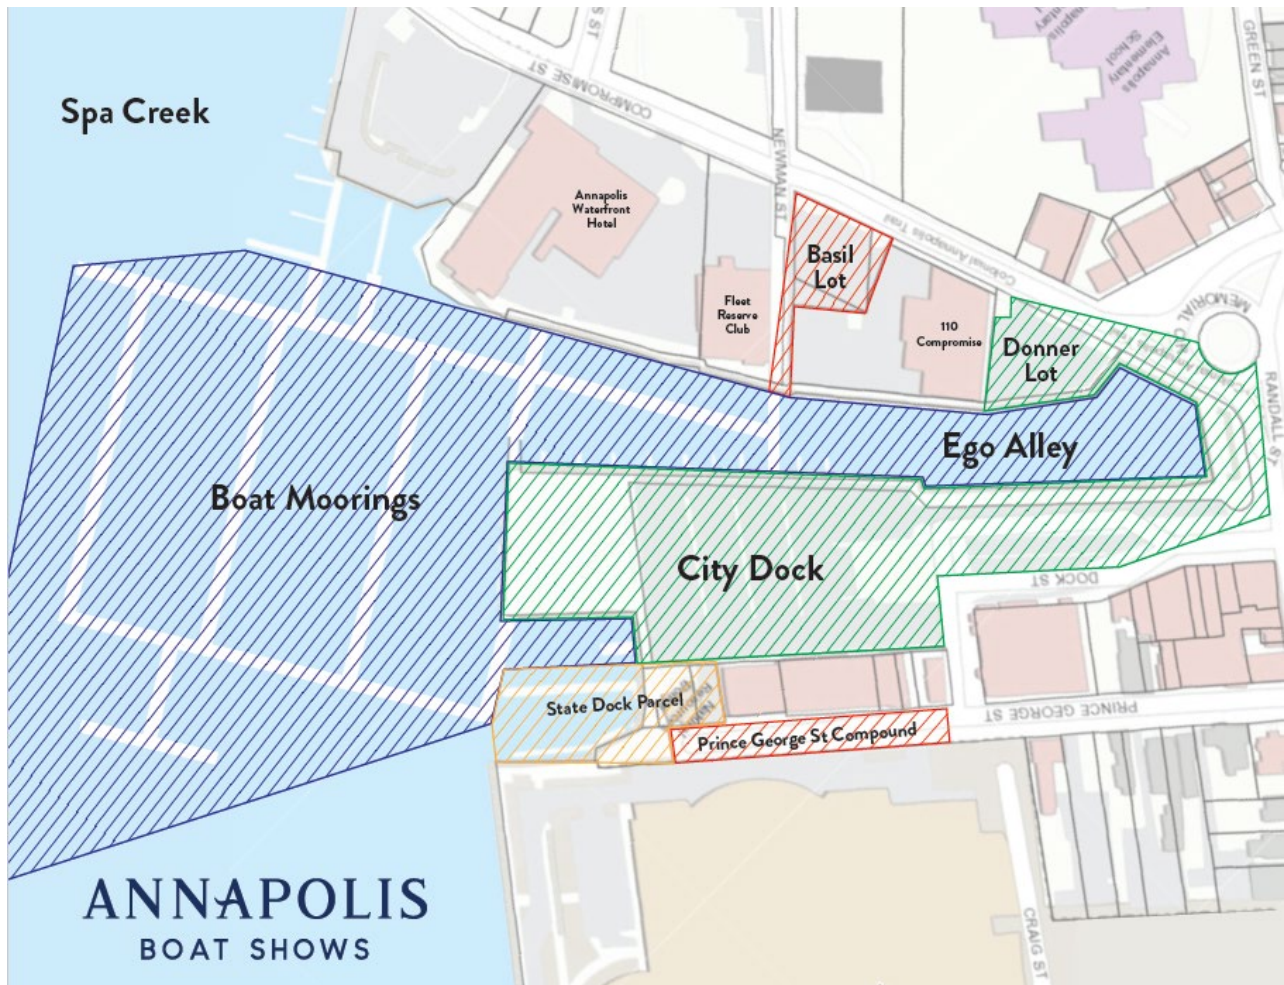 Spa Creek
COMPROMISE ST
NEWMAN ST
Annapolis
Elementary
School
GREEN ST
Annapolis
Waterfront
Hotel
Basil
Lot
Colonial Annapolis Trail
Fleet
Reserve
Club
110
Compromise
Donner
Lot
MEMORIAL
RANDALL ST
Ego Alley
Boat Moorings
City Dock
DOCK ST
State Dock Parcel
PRINCE GEORGE ST
Prince George St Compound
CRAIG ST
ANNAPOLIS
BOAT SHOWS